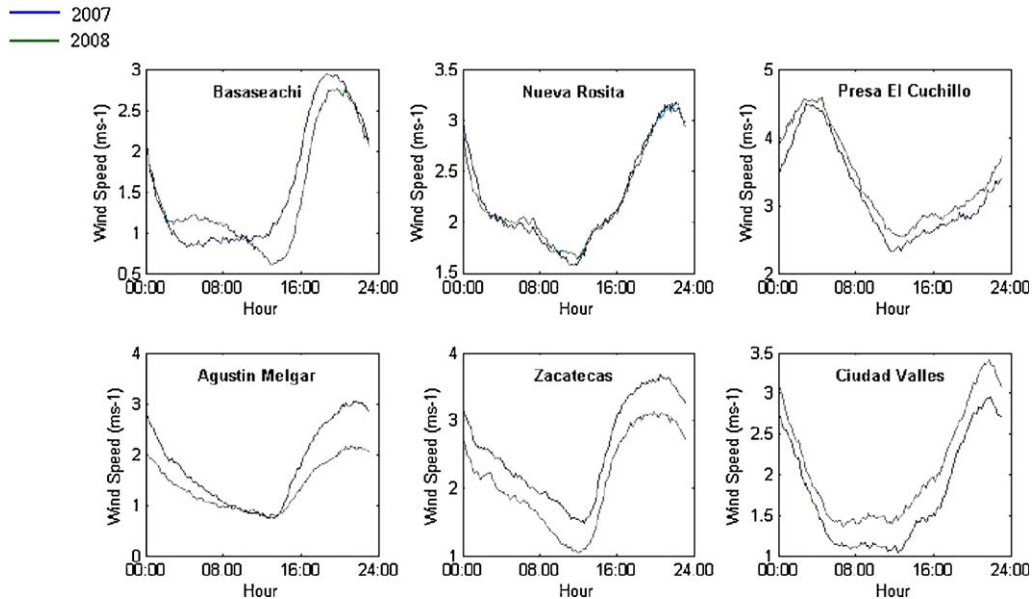 2007
2008
Basaseachi
3
2.5
2
1.5
1
0.5
Wind Speed (ms-1)
00:00 08:00 16:00 24:00
Hour
Nueva Rosita
3.5
3
2.5
2
1.5
Wind Speed (ms-1)
00:00 08:00 16:00 24:00
Hour
Presa El Cuchillo
5
4
3
2
Wind Speed (ms-1)
00:00 08:00 16:00 24:00
Hour
Agustin Melgar
4
3
2
1
0
Wind Speed (ms-1)
00:00 08:00 16:00 24:00
Hour
Zacatecas
4
3
2
1
Wind Speed (ms-1)
00:00 08:00 16:00 24:00
Hour
Ciudad Valles
3.5
3
2.5
2
1.5
1
Wind Speed (ms-1)
00:00 08:00 16:00 24:00
Hour